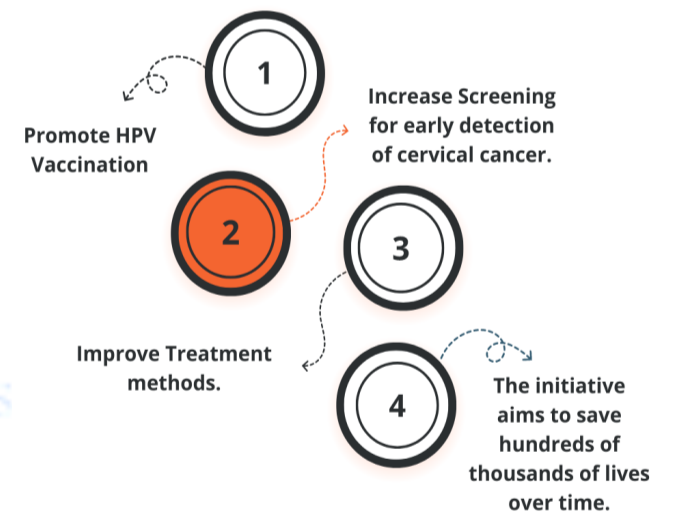 1
Promote HPV
Vaccination
Increase Screening
for early detection
of cervical cancer.
2
3
Improve Treatment
methods.
4
The initiative
aims to save
hundreds of
thousands of lives
over time.